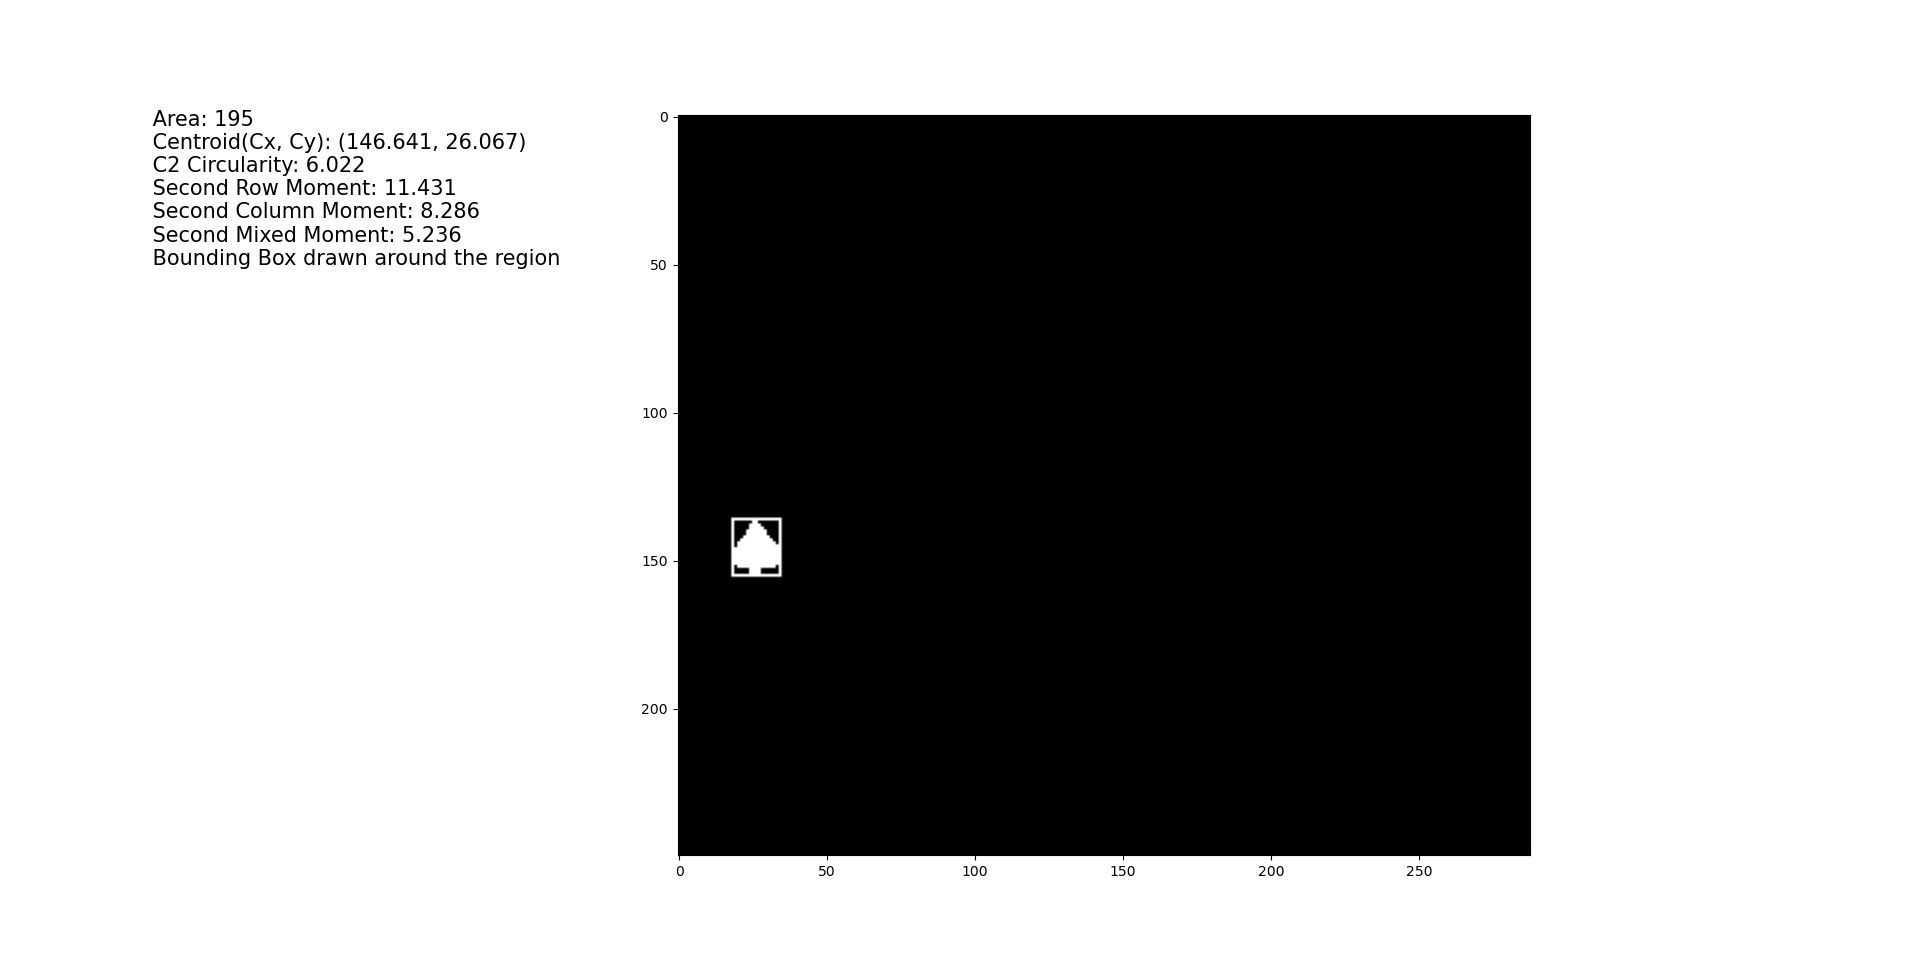 Area: 195
Centroid(Cx, Cy): (146.641, 26.067)
C2 Circularity: 6.022
Second Row Moment: 11.431
Second Column Moment: 8.286
Second Mixed Moment: 5.236
Bounding Box drawn around the region
0
50
100
150
200
0 50 100 150 200 250